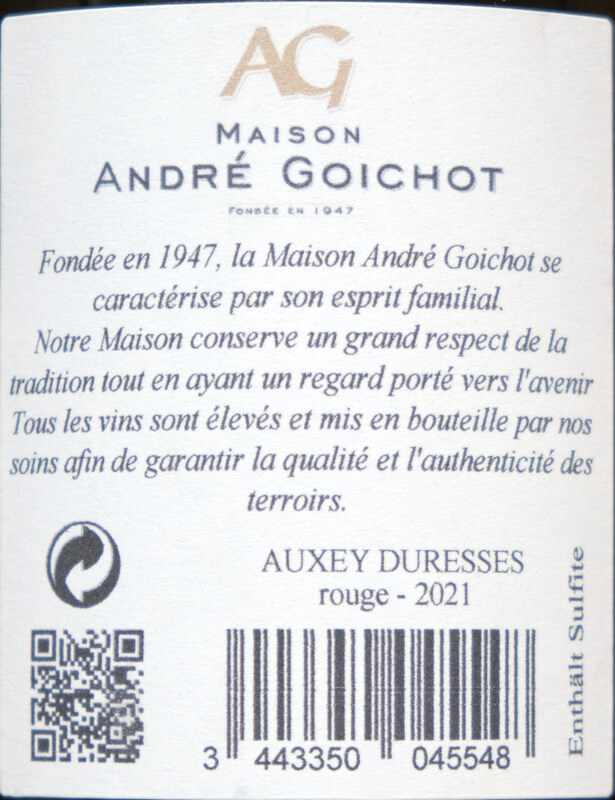 AG
MAISON
ANDRÉ GOICHOT
FONDÉE EN 1947
Fondée en 1947, la Maison André Goichot se
caractérise par son esprit familial.
Notre Maison conserve un grand respect de la
tradition tout en ayant un regard porté vers l'avenir
Tous les vins sont élevés et mis en bouteille par nos
soins afin de garantir la qualité et l'authenticité des
terroirs.
AUXEY DURESSES
rouge - 2021
Enthält Sulfite
3 443350 045548